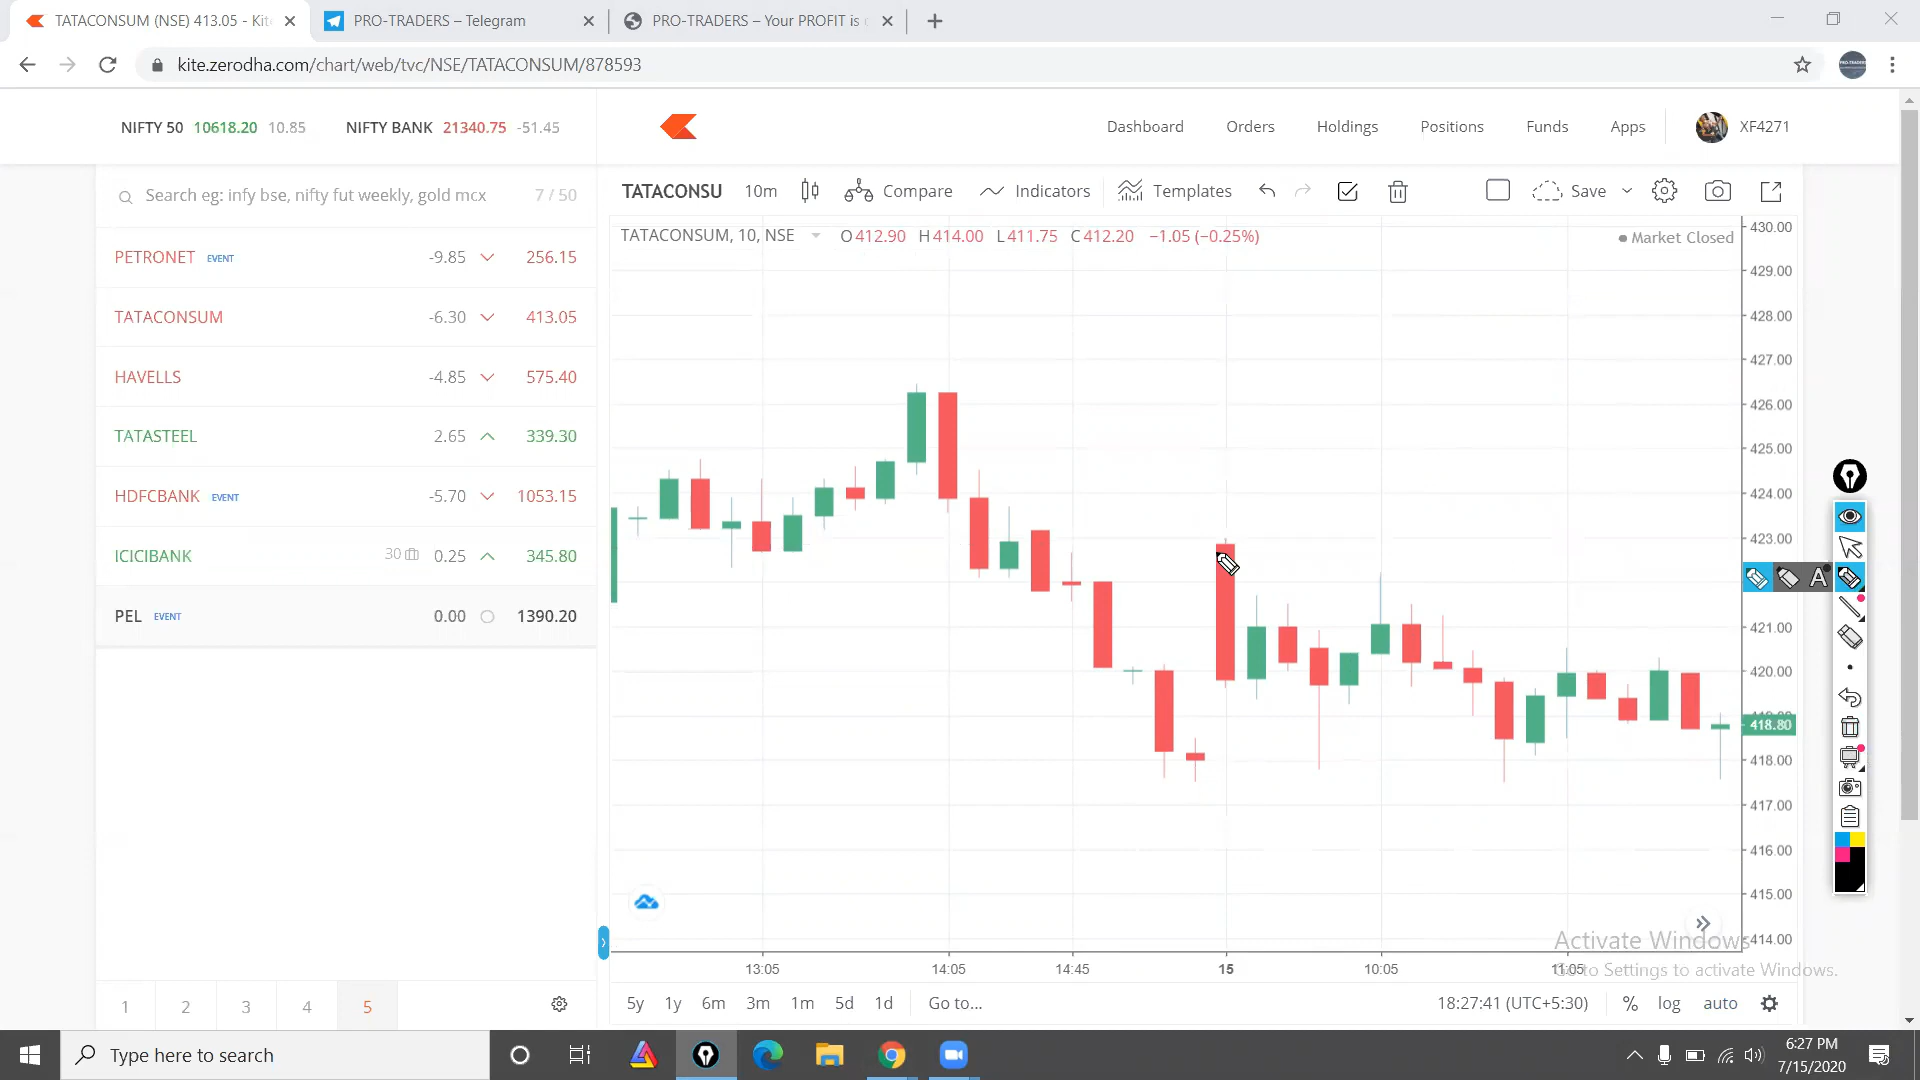 TATACONSUM (NSE) 413.05 - Kit
PRO-TRADERS – Telegram
PRO-TRADERS – Your PROFIT is
kite.zerodha.com/chart/web/tvc/NSE/TATACONSUM/878593
NIFTY 50 10618.20 10.85
NIFTY BANK 21340.75 -51.45
Dashboard
Orders
Holdings
Positions
Funds
Apps
XF4271
Search eg: infy bse, nifty fut weekly, gold mcx 7 / 50
PETRONET EVENT -9.85 256.15
TATACONSUM -6.30 413.05
HAVELLS -4.85 575.40
TATASTEEL 2.65 339.30
HDFCBANK EVENT -5.70 1053.15
ICICIBANK 30 0.25 345.80
PEL EVENT 0.00 1390.20
1 2 3 4 5
TATACONSU 10m Compare Indicators Templates Save
TATACONSUM, 10, NSE O412.90 H414.00 L411.75 C412.20 −1.05 (−0.25%)
Market Closed
430.00
429.00
428.00
427.00
426.00
425.00
424.00
423.00
421.00
420.00
418.80
418.00
417.00
416.00
415.00
414.00
A
13:05 14:05 14:45 15 10:05 11:05
Activate Windows
Go to Settings to activate Windows.
5y 1y 6m 3m 1m 5d 1d Go to...
18:27:41 (UTC+5:30) % log auto
Type here to search
6:27 PM
7/15/2020